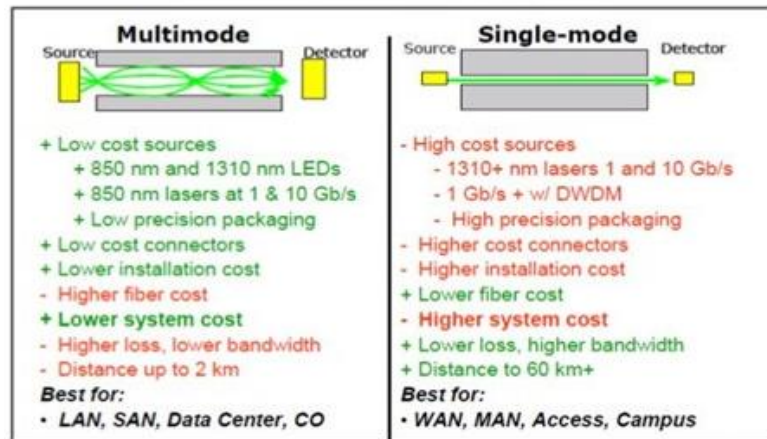 Multimode
Source
Detector
+ Low cost sources
+ 850 nm and 1310 nm LEDs
+ 850 nm lasers at 1 & 10 Gb/s
+ Low precision packaging
+ Low cost connectors
+ Lower installation cost
- Higher fiber cost
+ Lower system cost
- Higher loss, lower bandwidth
- Distance up to 2 km
Best for:
• LAN, SAN, Data Center, CO
Single-mode
Source
Detector
- High cost sources
- 1310+ nm lasers 1 and 10 Gb/s
- 1 Gb/s + w/ DWDM
- High precision packaging
- Higher cost connectors
- Higher installation cost
+ Lower fiber cost
- Higher system cost
+ Lower loss, higher bandwidth
+ Distance to 60 km+
Best for:
• WAN, MAN, Access, Campus